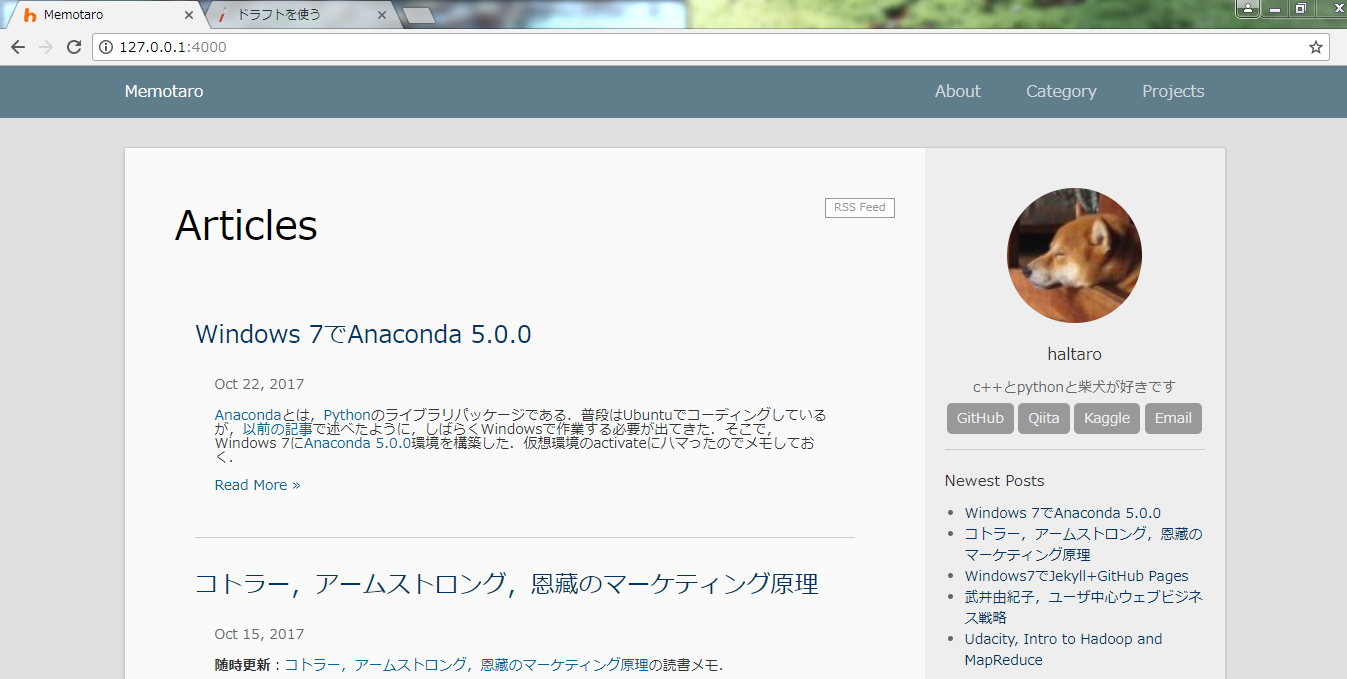 Memotaro
ドラフトを使う
127.0.0.1:4000
Memotaro
About
Category
Projects
Articles
RSS Feed
Windows 7でAnaconda 5.0.0
Oct 22, 2017
Anacondaとは，Pythonのライブラリパッケージである．普段はUbuntuでコーディングしている
が，以前の記事で述べたように，しばらくWindowsで作業する必要が出てきた．そこで，
Windows 7にAnaconda 5.0.0環境を構築した．仮想環境のactivateにハマったのでメモしてお
く．
Read More »
コトラー，アームストロング，恩藏のマーケティング原理
Oct 15, 2017
随時更新：コトラー，アームストロング，恩藏のマーケティング原理の読書メモ．
haltaro
c++とpythonと柴犬が好きです
GitHub
Qiita
Kaggle
Email
Newest Posts
Windows 7でAnaconda 5.0.0
コトラー，アームストロング，恩藏の
マーケティング原理
Windows7でJekyll+GitHub Pages
武井由紀子，ユーザ中心ウェブビジネ
ス戦略
Udacity, Intro to Hadoop and
MapReduce